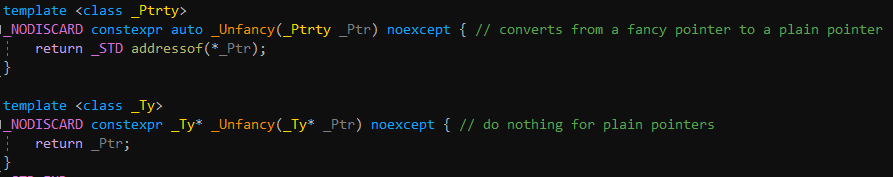 template <class _Ptrty>
_NODISCARD constexpr auto _Unfancy(_Ptrty _Ptr) noexcept { // converts from a fancy pointer to a plain pointer
return _STD addressof(*_Ptr);
}
template <class _Ty>
_NODISCARD constexpr _Ty* _Unfancy(_Ty* _Ptr) noexcept { // do nothing for plain pointers
return _Ptr;
}